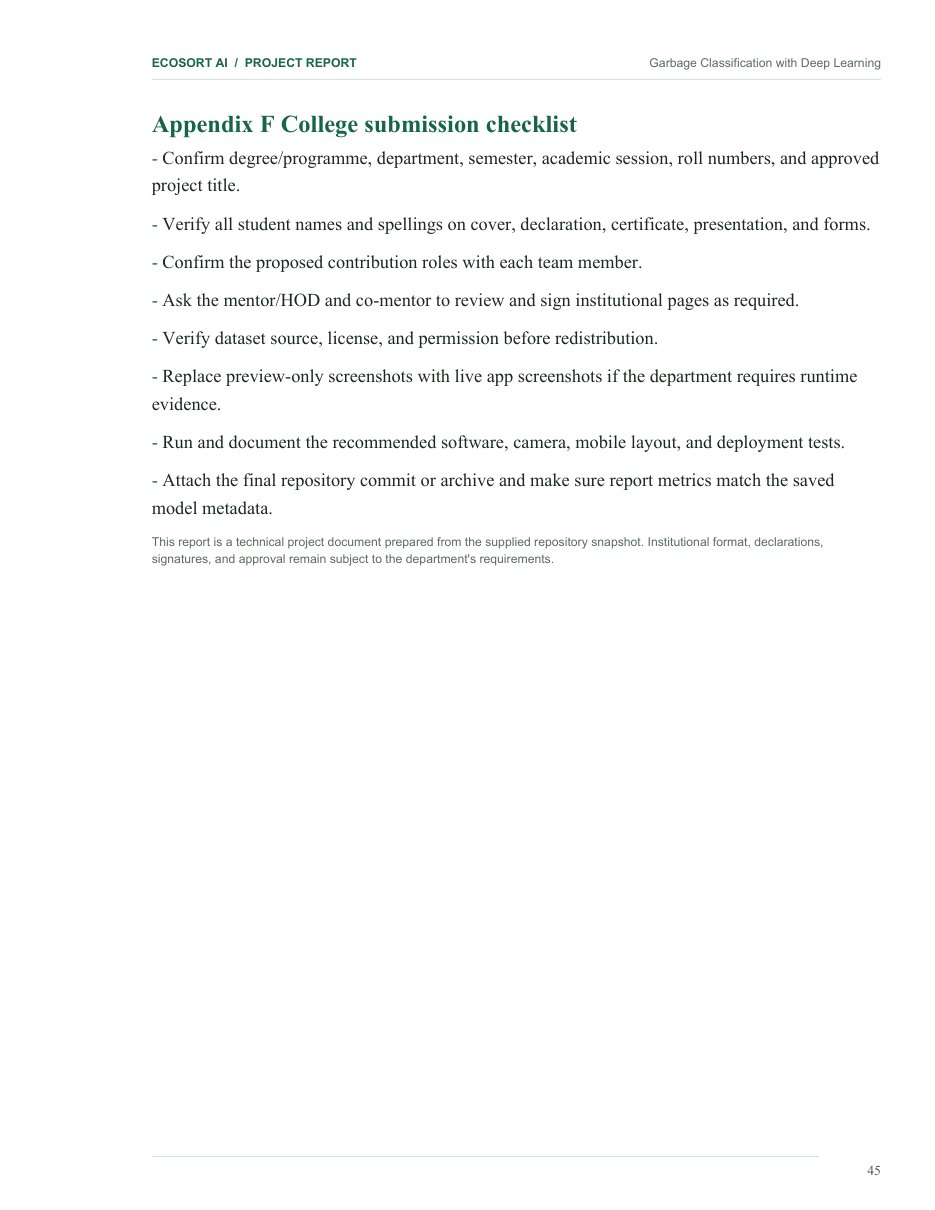 ECOSORT AI / PROJECT REPORT
Garbage Classification with Deep Learning
Appendix F College submission checklist
- Confirm degree/programme, department, semester, academic session, roll numbers, and approved
project title.
- Verify all student names and spellings on cover, declaration, certificate, presentation, and forms.
- Confirm the proposed contribution roles with each team member.
- Ask the mentor/HOD and co-mentor to review and sign institutional pages as required.
- Verify dataset source, license, and permission before redistribution.
- Replace preview-only screenshots with live app screenshots if the department requires runtime
evidence.
- Run and document the recommended software, camera, mobile layout, and deployment tests.
- Attach the final repository commit or archive and make sure report metrics match the saved
model metadata.
This report is a technical project document prepared from the supplied repository snapshot. Institutional format, declarations,
signatures, and approval remain subject to the department's requirements.
45